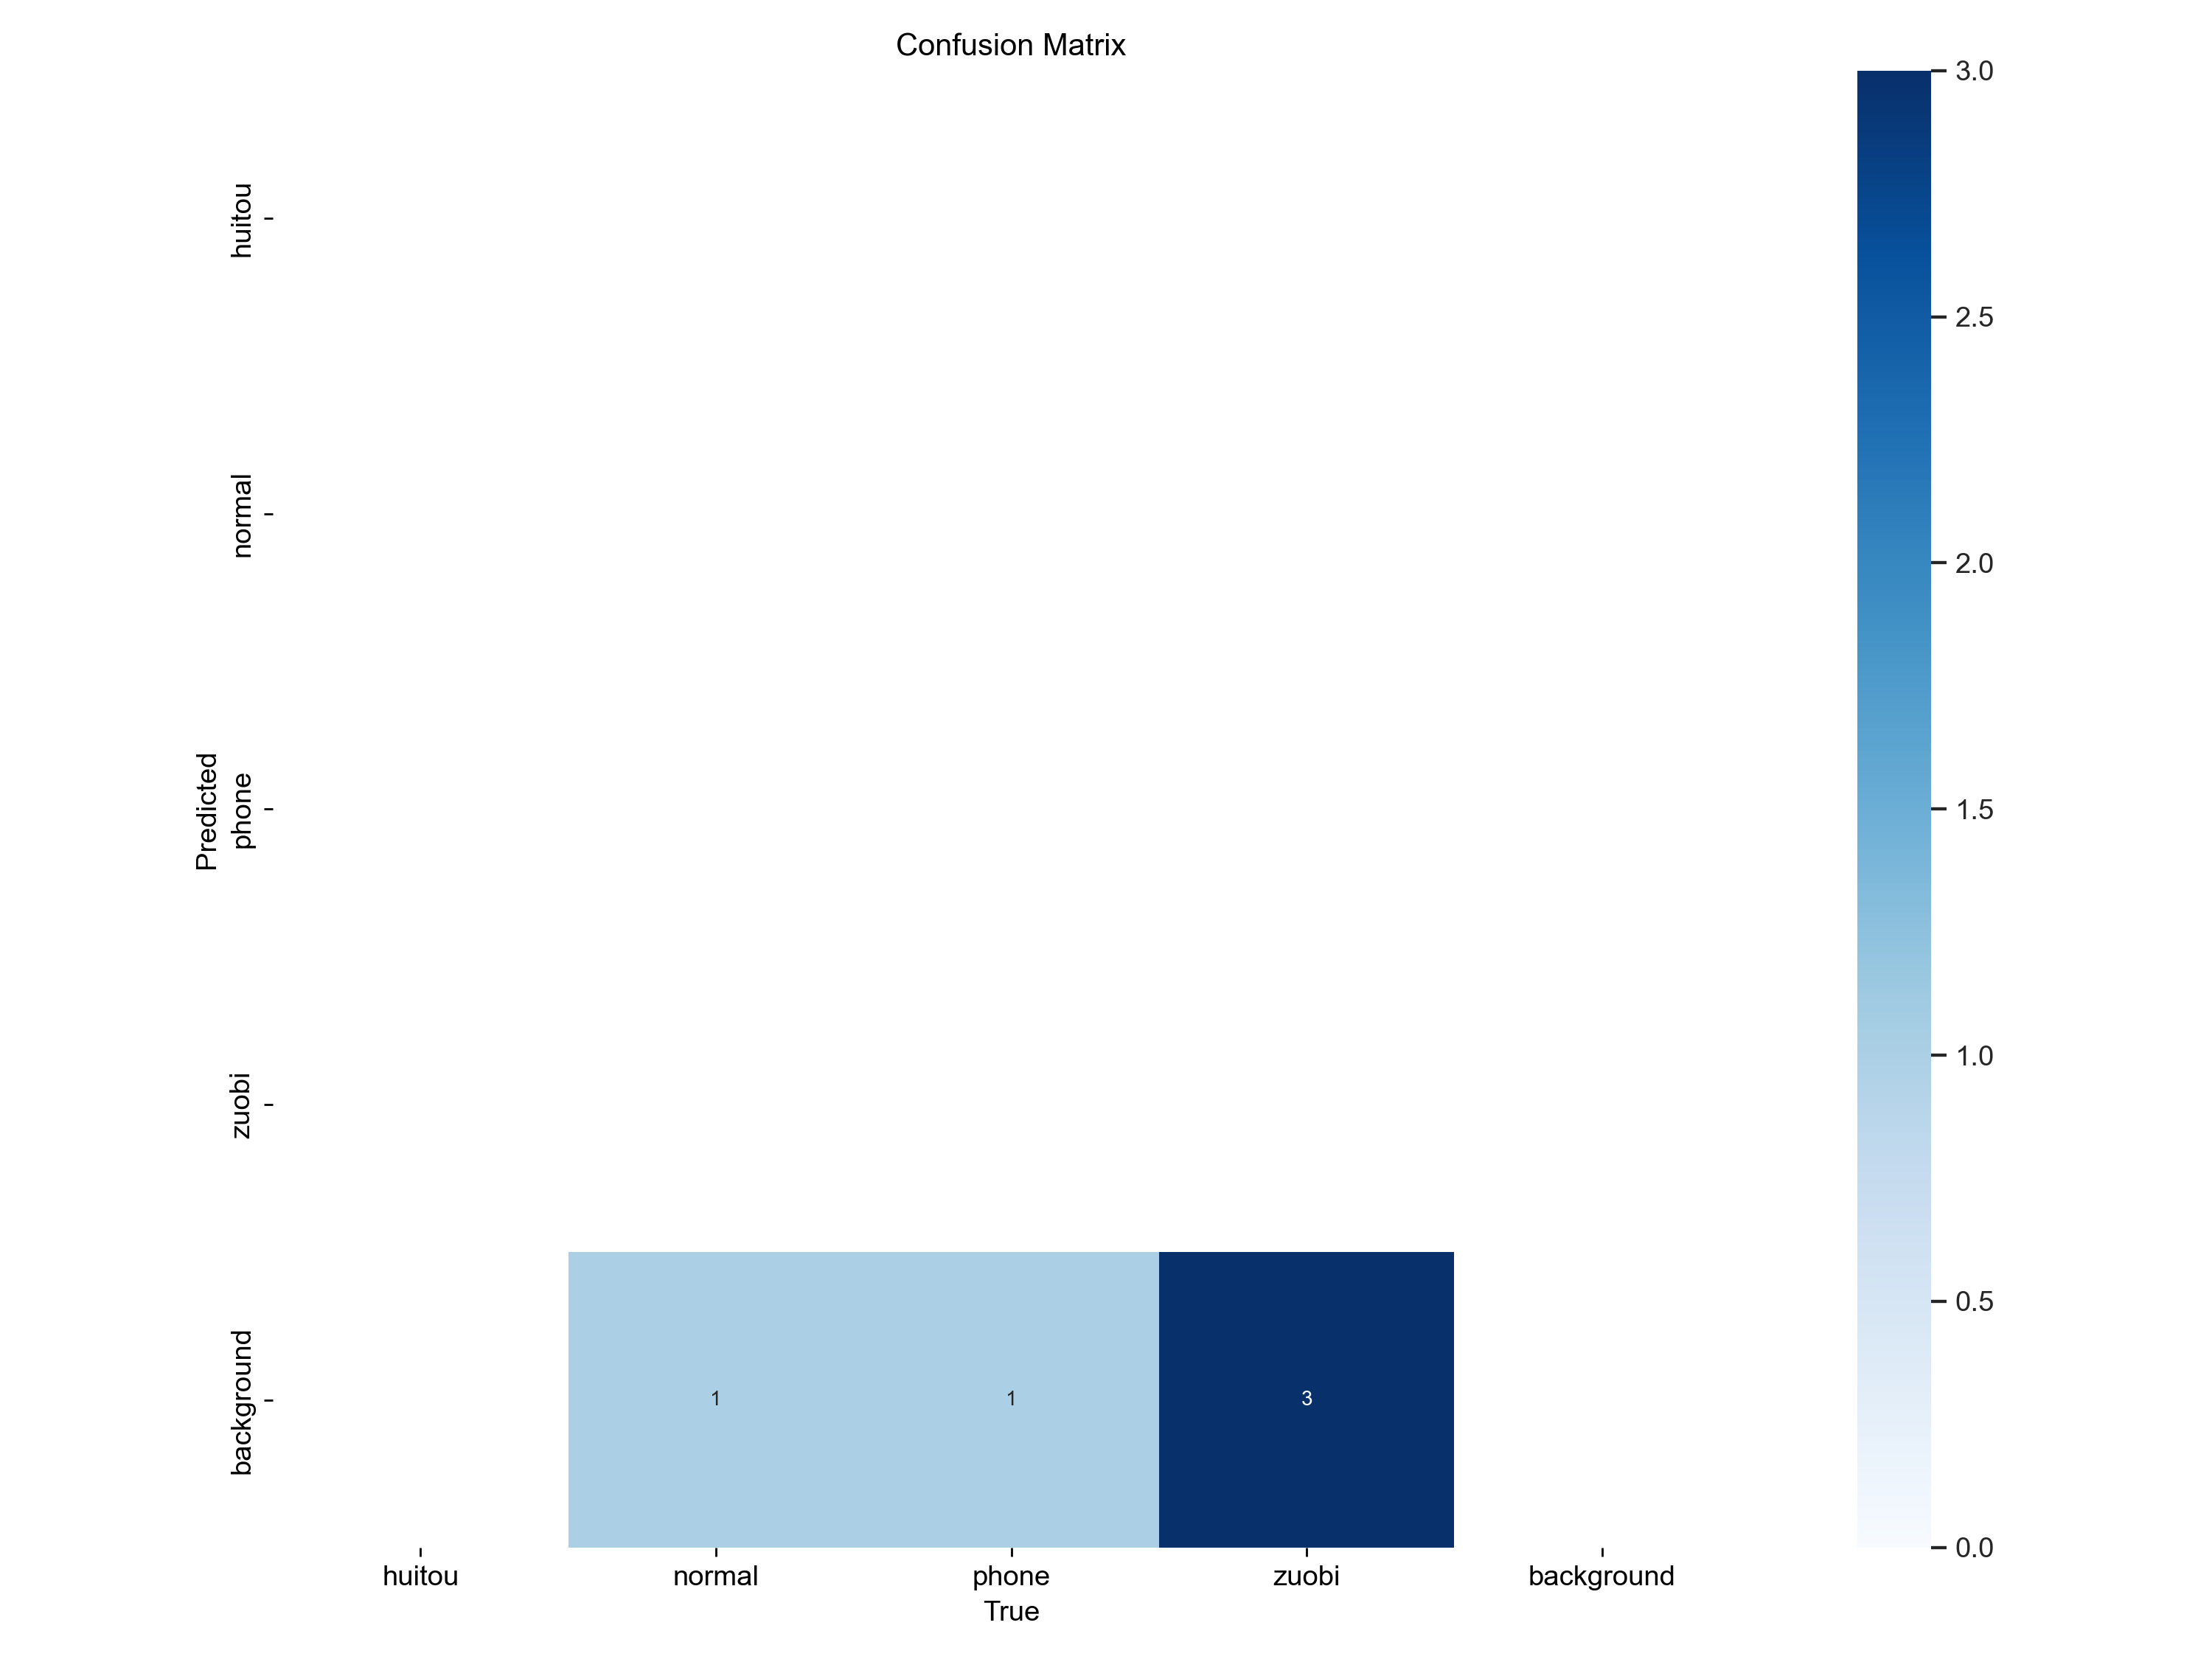 Confusion Matrix
huitou
normal
phone
zuobi
background
Predicted
1 1 3
huitou normal phone zuobi background
True
3.0
2.5
2.0
1.5
1.0
0.5
0.0